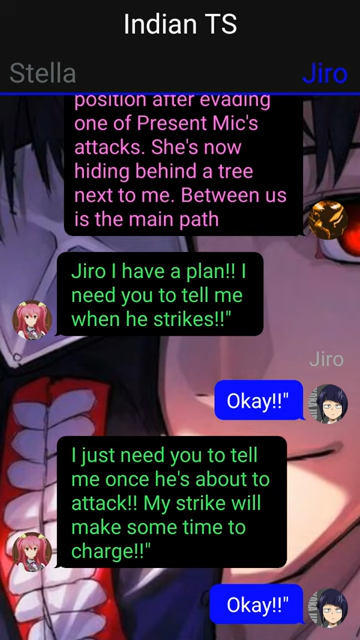 Indian TS
Stella
Jiro
position after evading
one of Present Mic's
attacks. She's now
hiding behind a tree
next to me. Between us
is the main path
Jiro I have a plan!! I
need you to tell me
when he strikes!!"
Jiro
Okay!!"
I just need you to tell
me once he's about to
attack!! My strike will
make some time to
charge!!"
Okay!!"